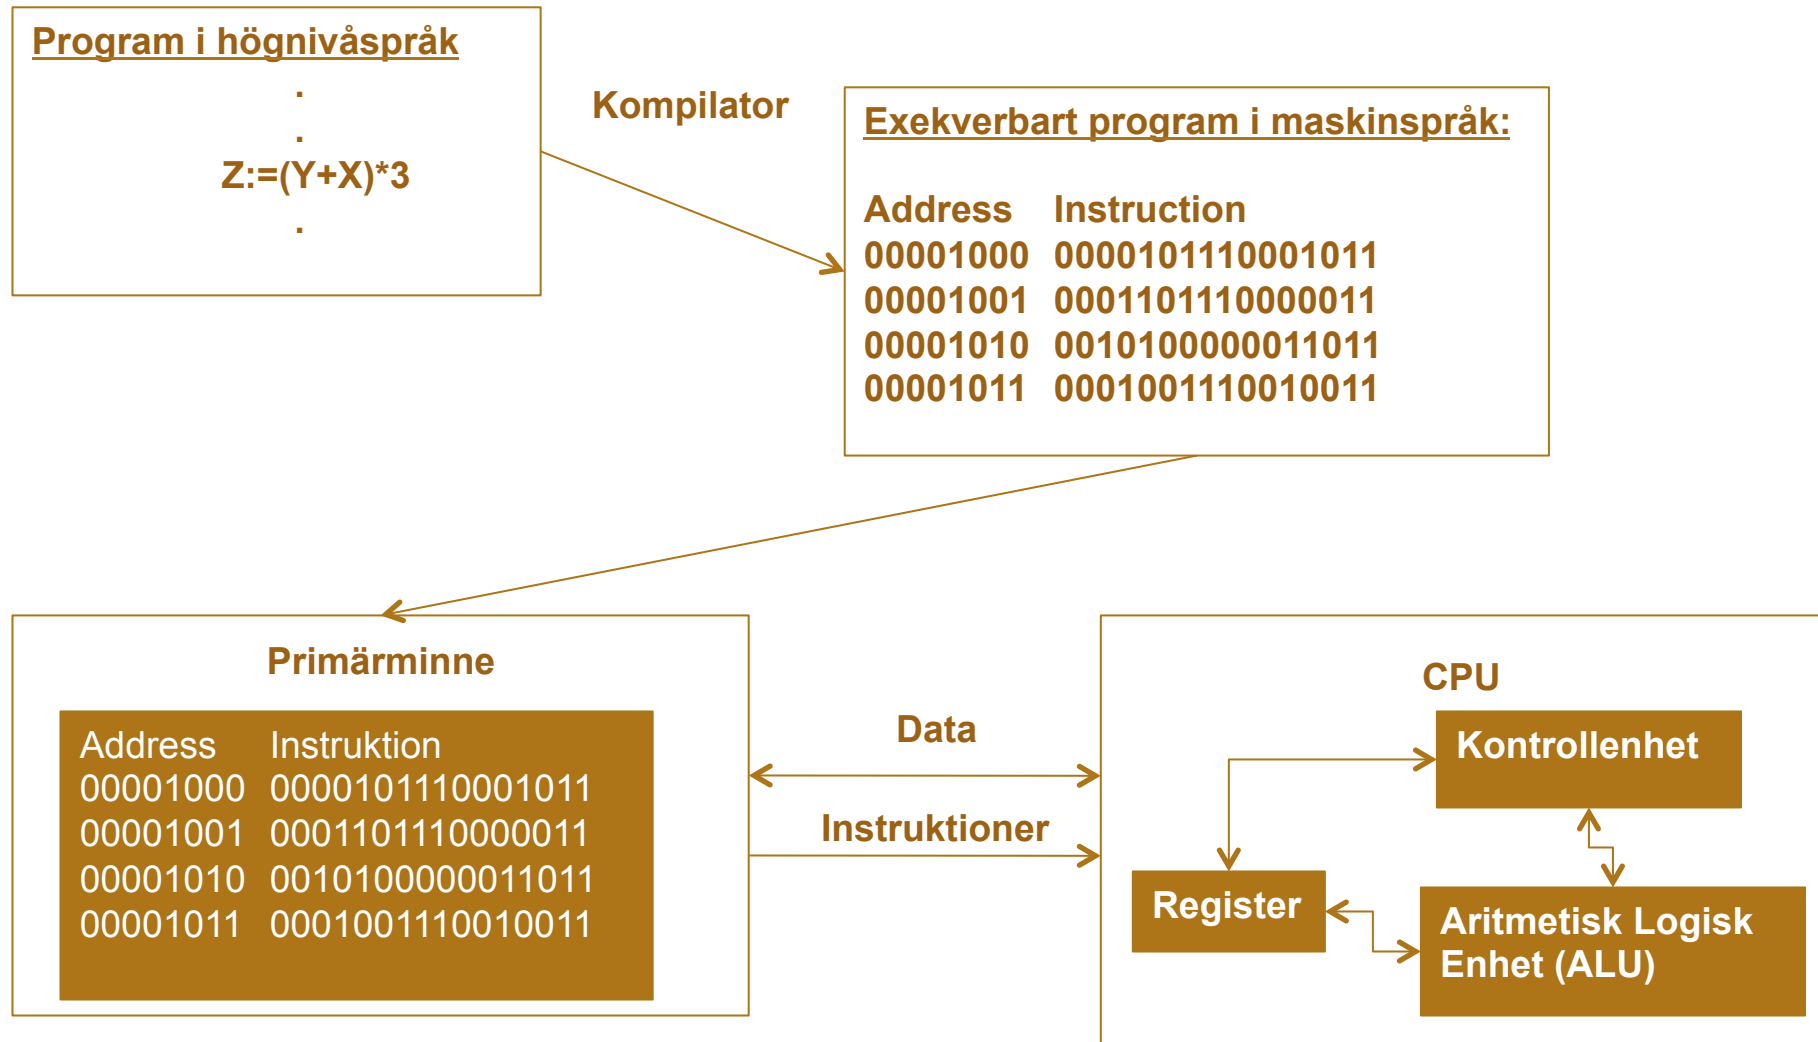 Program i högnivåspråk
.
.
Z:=(Y+X)*3
.
Kompilator
Exekverbart program i maskinspråk:
Address Instruction
00001000 0000101110001011
00001001 0001101110000011
00001010 0010100000011011
00001011 0001001110010011
Primärminne
Address Instruktion
00001000 0000101110001011
00001001 0001101110000011
00001010 0010100000011011
00001011 0001001110010011
Data
Instruktioner
CPU
Kontrollenhet
Register
Aritmetisk Logisk
Enhet (ALU)